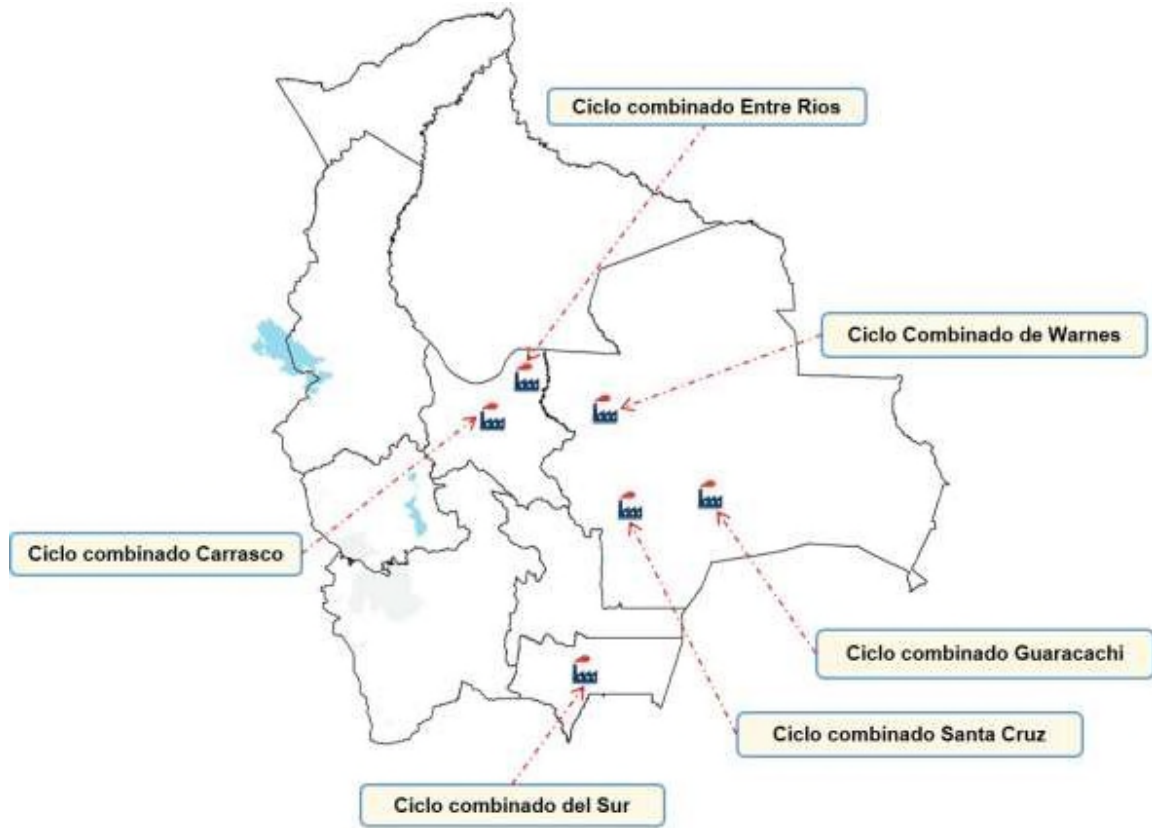 Ciclo combinado Entre Rios
Ciclo Combinado de Warnes
Ciclo combinado Carrasco
Ciclo combinado Guaracachi
Ciclo combinado Santa Cruz
Ciclo combinado del Sur